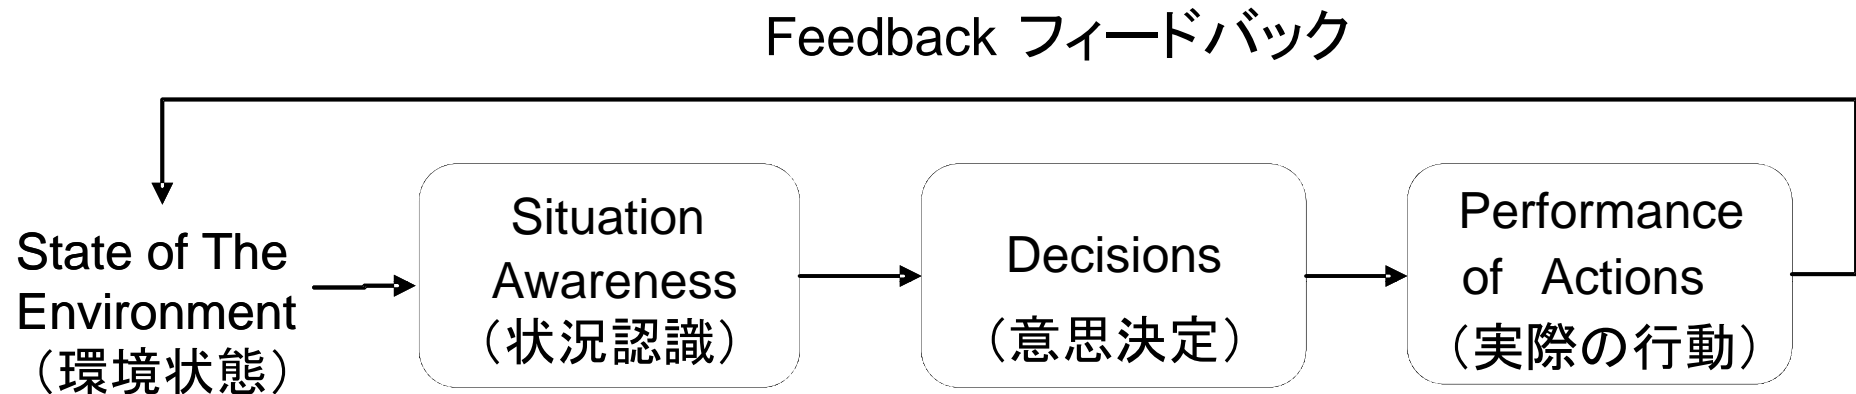 Feedback フィードバック
State of The
Environment
（環境状態）
Situation
Awareness
（状況認識）
Decisions
（意思決定）
Performance
of Actions
（実際の行動）